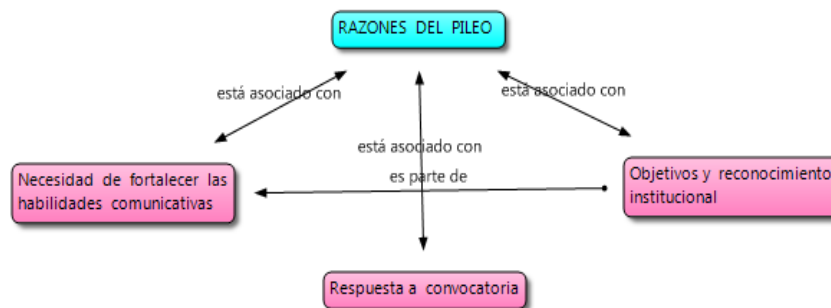 RAZONES DEL PILEO
está asociado con
está asociado con
está asociado con
es parte de
Necesidad de fortalecer las
habilidades comunicativas
Objetivos y reconocimiento
institucional
Respuesta a convocatoria